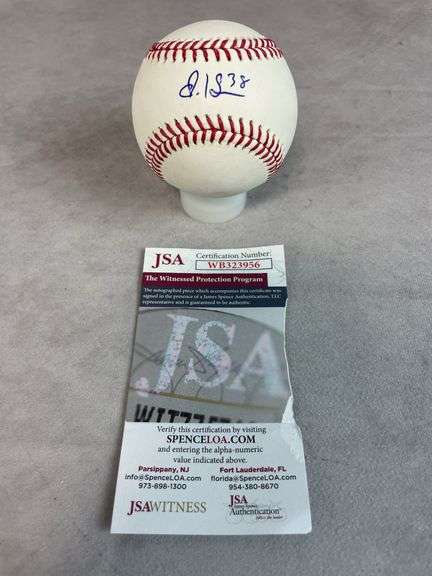 38
JSA
Certification Number:
WB323956
The Witnessed Protection Program
The autographed piece which accompanies this certificate was
signed in the presence of a James Spence Authentication, LLC
representative and is guaranteed to be authentic.
JSA
Verify this certification by visiting
SPENCELOA.COM
and entering the alpha-numeric
value indicated above.
Parsippany, NJ
info@SpenceLOA.com
973-898-1300
Fort Lauderdale, FL
florida@SpenceLOA.com
954-380-8670
JSAWITNESS
JSA
James Spence
Authentication